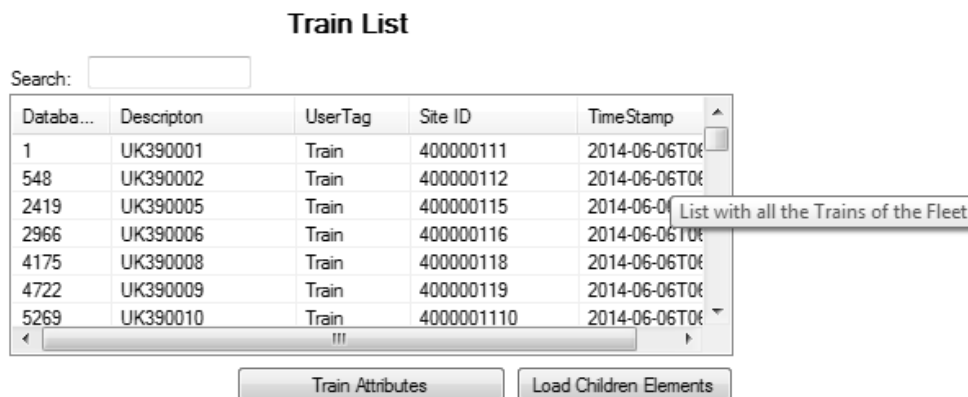 Train List
Search:
Databa... Descripton UserTag Site ID TimeStamp
1 UK390001 Train 400000111 2014-06-06T06
548 UK390002 Train 400000112 2014-06-06T06
2419 UK390005 Train 400000115 2014-06-06
List with all the Trains of the Fleet
2966 UK390006 Train 400000116 2014-06-06T06
4175 UK390008 Train 400000118 2014-06-06T06
4722 UK390009 Train 400000119 2014-06-06T06
5269 UK390010 Train 4000001110 2014-06-06T06
Train Attributes Load Children Elements